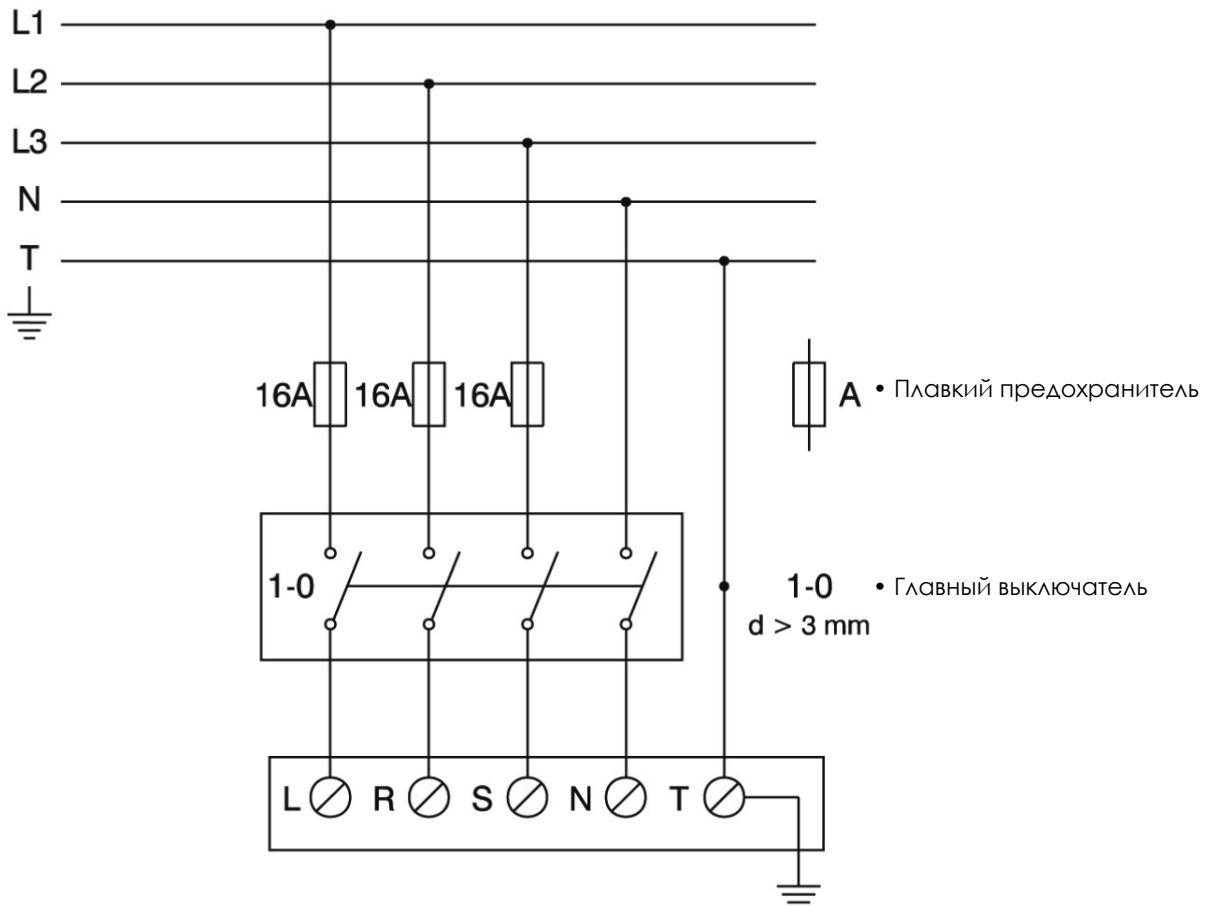 L1
L2
L3
N
T
16A 16A 16A A • Плавкий предохранитель
1-0 1-0 • Главный выключатель
d > 3 mm
L R S N T